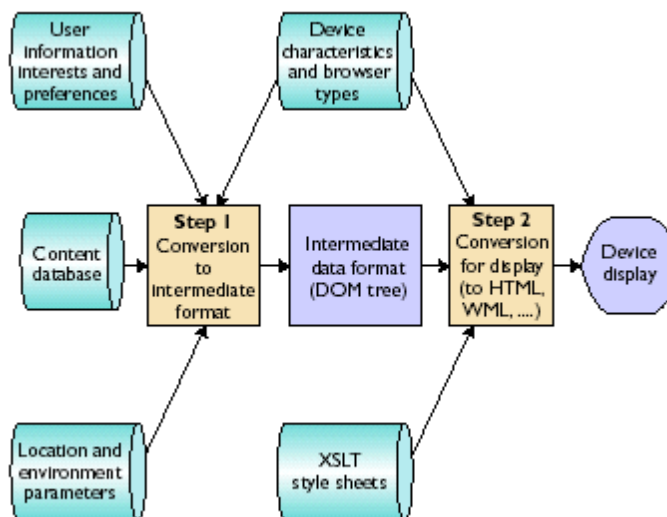 User
information
interests and
preferences
Device
characteristics
and browser
types
Content
database
Step 1
Conversion
to
intermediate
format
Intermediate
data format
(DOM tree)
Step 2
Conversion
for display
(to HTML,
WML, ....)
Device
display
Location and
environment
parameters
XSLT
style sheets